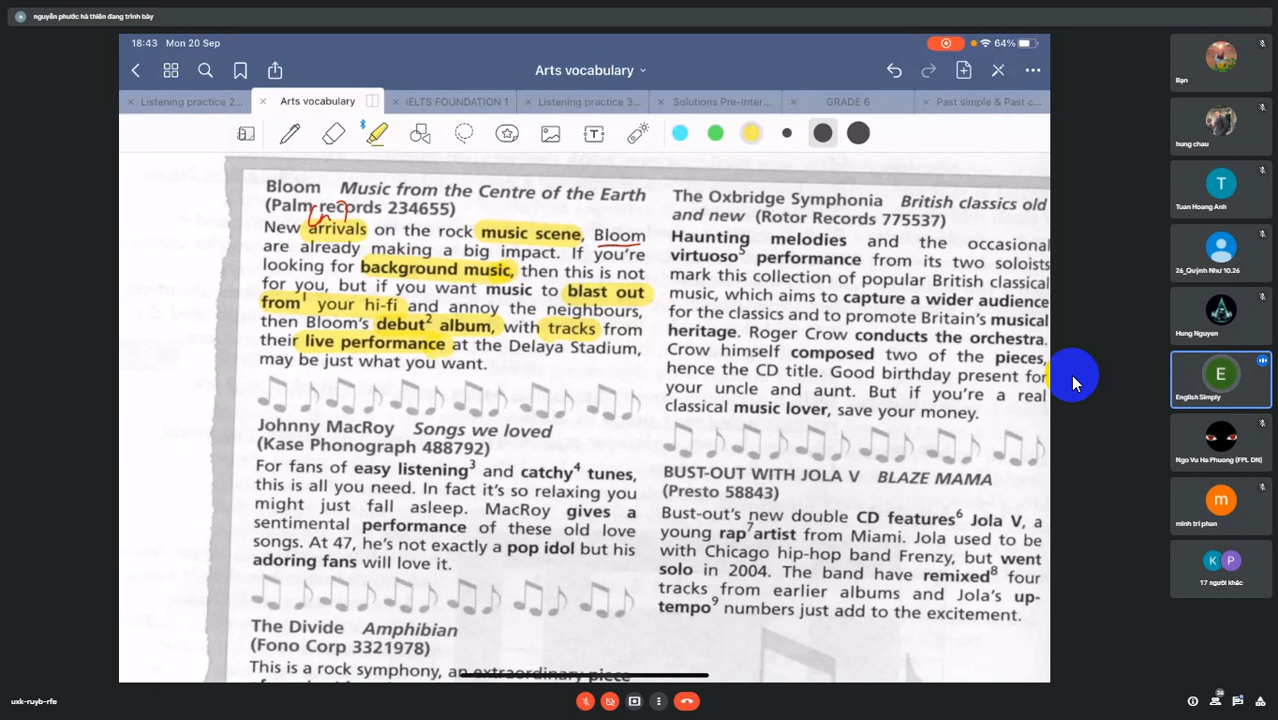 nguyễn phước hà thiên đang trình bày
18:43 Mon 20 Sep
64%
Arts vocabulary
Listening practice 2...
Arts vocabulary
IELTS FOUNDATION 1
Listening practice 3...
Solutions Pre-Inter...
GRADE 6
Past simple & Past c...
Bloom Music from the Centre of the Earth
(Palm records 234655)
(n)
New arrivals on the rock music scene, Bloom
are already making a big impact. If you're
looking for background music, then this is not
for you, but if you want music to blast out
from¹ your hi-fi and annoy the neighbours,
then Bloom's debut² album, with tracks from
their live performance at the Delaya Stadium,
may be just what you want.
Johnny MacRoy Songs we loved
(Kase Phonograph 488792)
For fans of easy listening³ and catchy⁴ tunes,
this is all you need. In fact it's so relaxing you
might just fall asleep. MacRoy gives a
sentimental performance of these old love
songs. At 47, he's not exactly a pop idol but his
adoring fans will love it.
The Divide Amphibian
(Fono Corp 3321978)
This is a rock symphony, an extraordinary piece
The Oxbridge Symphonia British classics old
and new (Rotor Records 775537)
Haunting melodies and the occasional
virtuoso⁵ performance from its two soloists
mark this collection of popular British classical
music, which aims to capture a wider audience
for the classics and to promote Britain's musical
heritage. Roger Crow conducts the orchestra.
Crow himself composed two of the pieces,
hence the CD title. Good birthday present for
your uncle and aunt. But if you're a real
classical music lover, save your money.
BUST-OUT WITH JOLA V BLAZE MAMA
(Presto 58843)
Bust-out's new double CD features⁶ Jola V, a
young rap⁷ artist from Miami. Jola used to be
with Chicago hip-hop band Frenzy, but went
solo in 2004. The band have remixed⁸ four
tracks from earlier albums and Jola's up-
tempo⁹ numbers just add to the excitement.
Bạn
hung chau
T
Tuan Hoang Anh
26_Quỳnh Như 10.26
Hung Nguyen
E
English Simply
Ngo Vu Ha Phuong (FPL DN)
m
minh tri phan
K P
17 người khác
uxk-ruyb-rfe
26